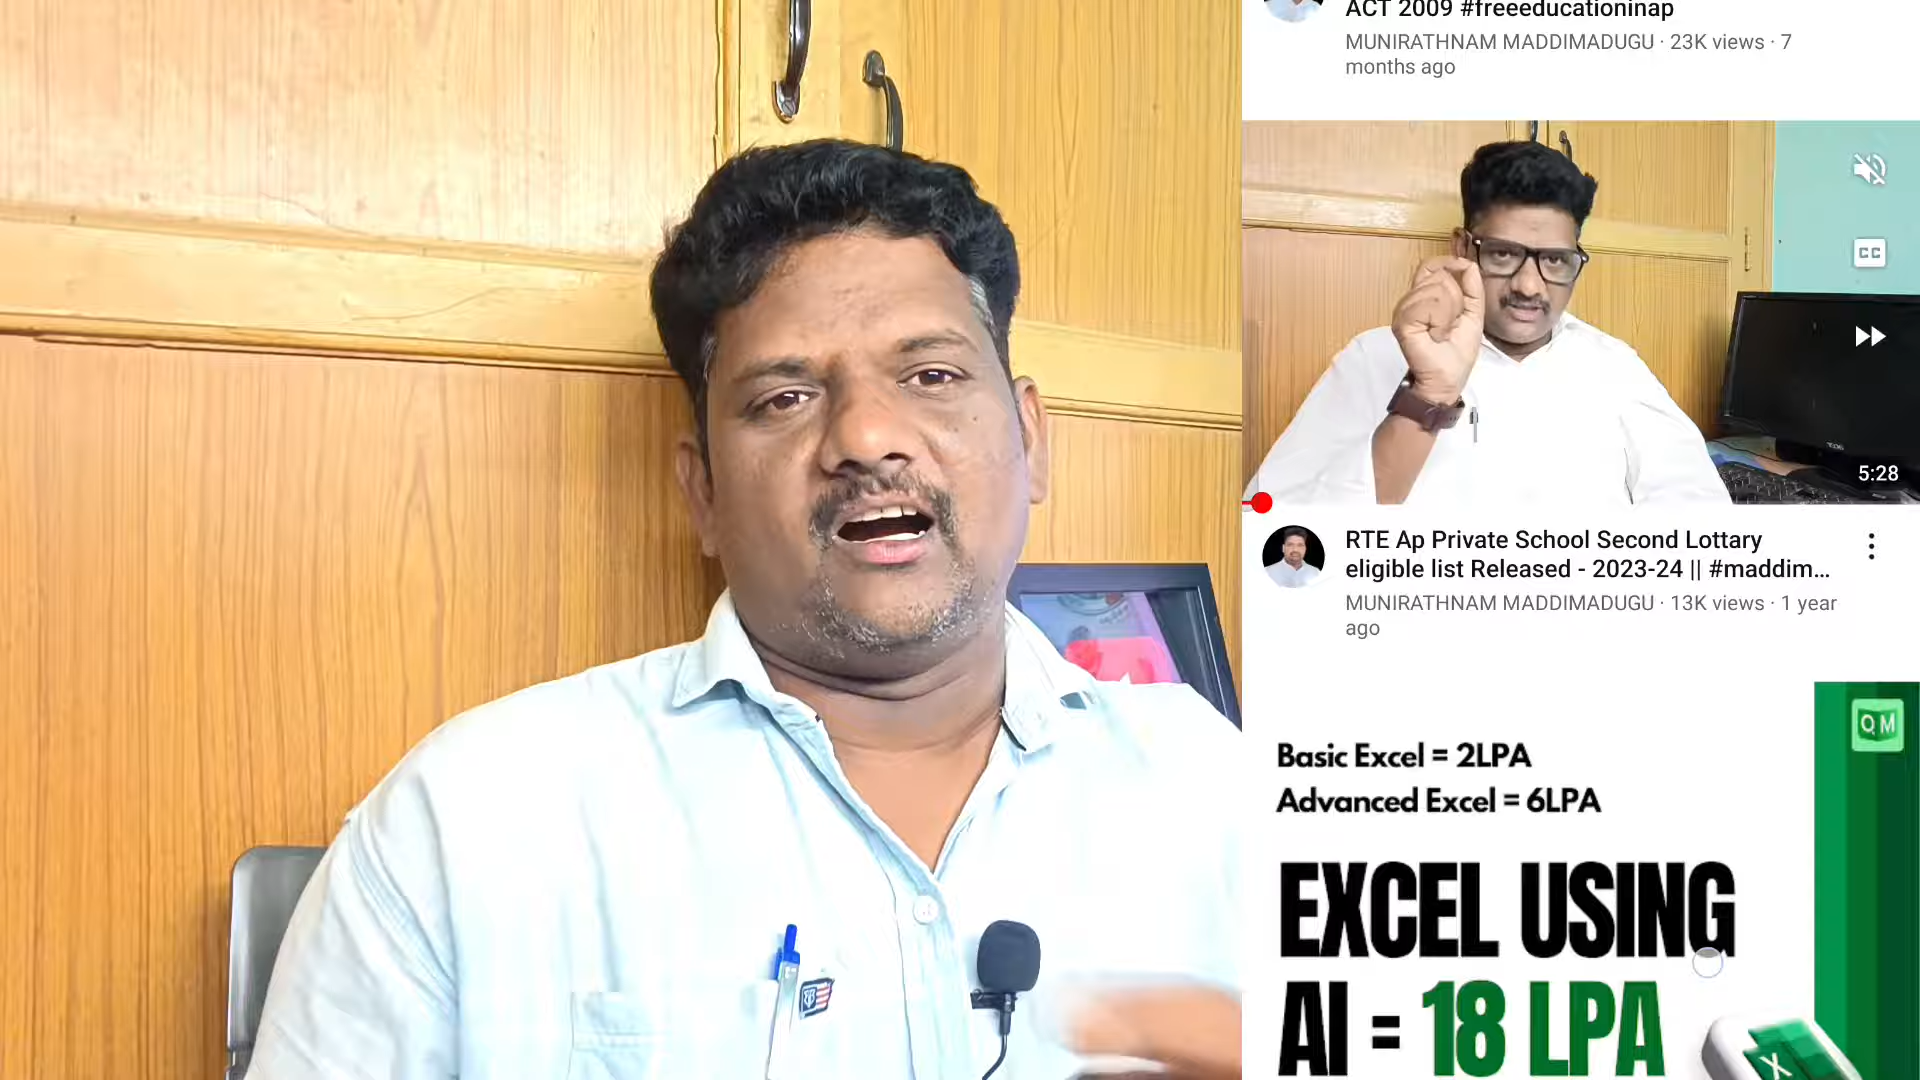 ACT 2009 #freeeducationinap
MUNIRATHNAM MADDIMADUGU · 23K views · 7
months ago
CC
5:28
RTE Ap Private School Second Lottary
eligible list Released - 2023-24 || #maddim...
MUNIRATHNAM MADDIMADUGU · 13K views · 1 year
ago
QM
Basic Excel = 2LPA
Advanced Excel = 6LPA
EXCEL USING
AI = 18 LPA
X